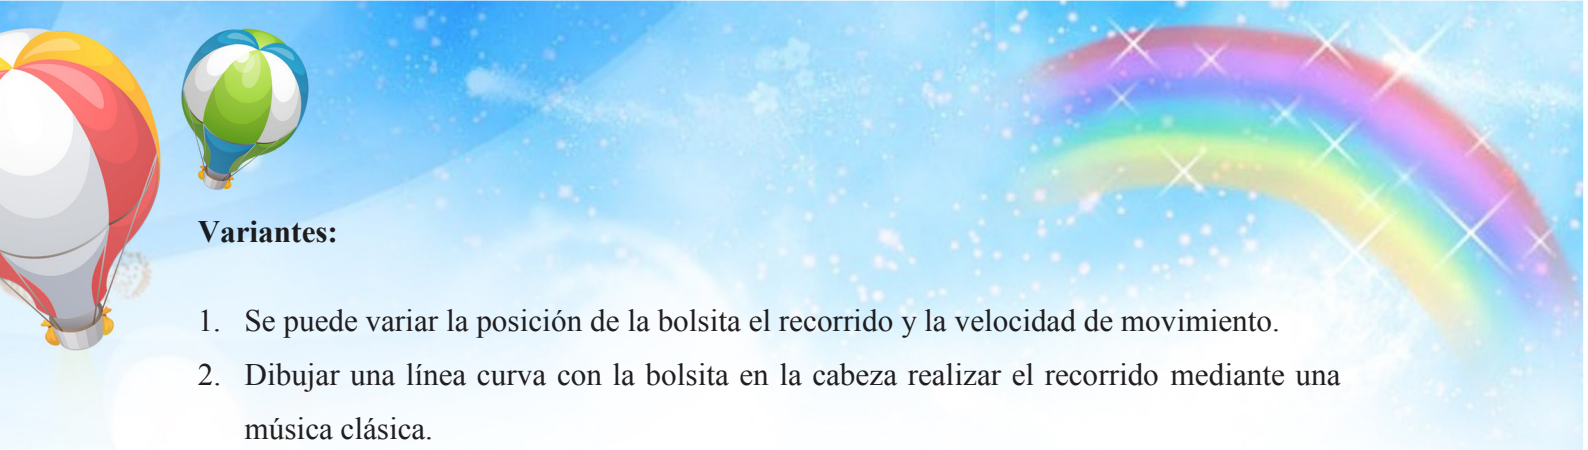 Variantes:
1. Se puede variar la posición de la bolsita el recorrido y la velocidad de movimiento.
2. Dibujar una línea curva con la bolsita en la cabeza realizar el recorrido mediante una
música clásica.